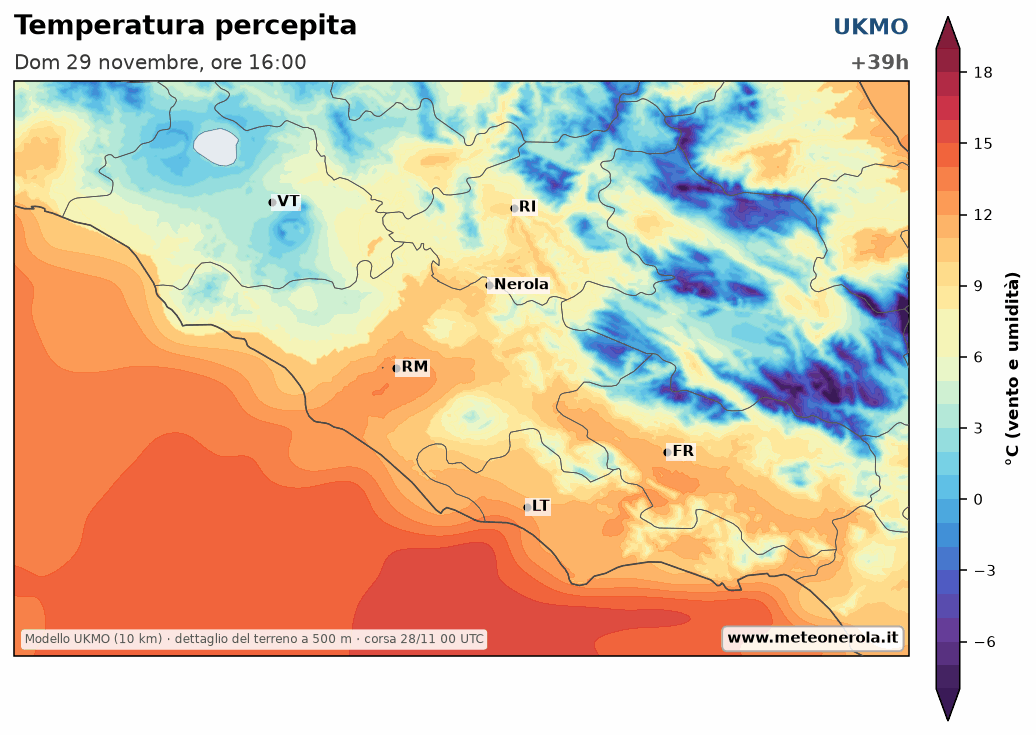 Temperatura percepita
UKMO
Dom 29 novembre, ore 16:00
+39h
VT
RI
Nerola
RM
FR
LT
Modello UKMO (10 km) · dettaglio del terreno a 500 m · corsa 28/11 00 UTC
www.meteonerola.it
18
15
12
9
6
3
0
−3
−6
°C (vento e umidità)